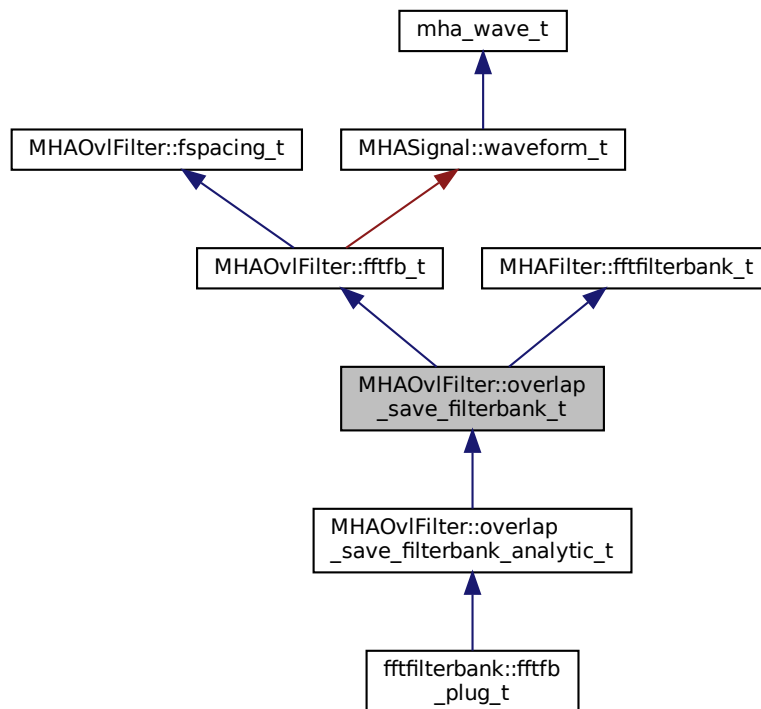 mha_wave_t
MHAOvlFilter::fspacing_t
MHASignal::waveform_t
MHAOvlFilter::fftfb_t
MHAFilter::fftfilterbank_t
MHAOvlFilter::overlap
_save_filterbank_t
MHAOvlFilter::overlap
_save_filterbank_analytic_t
fftfilterbank::fftfb
_plug_t